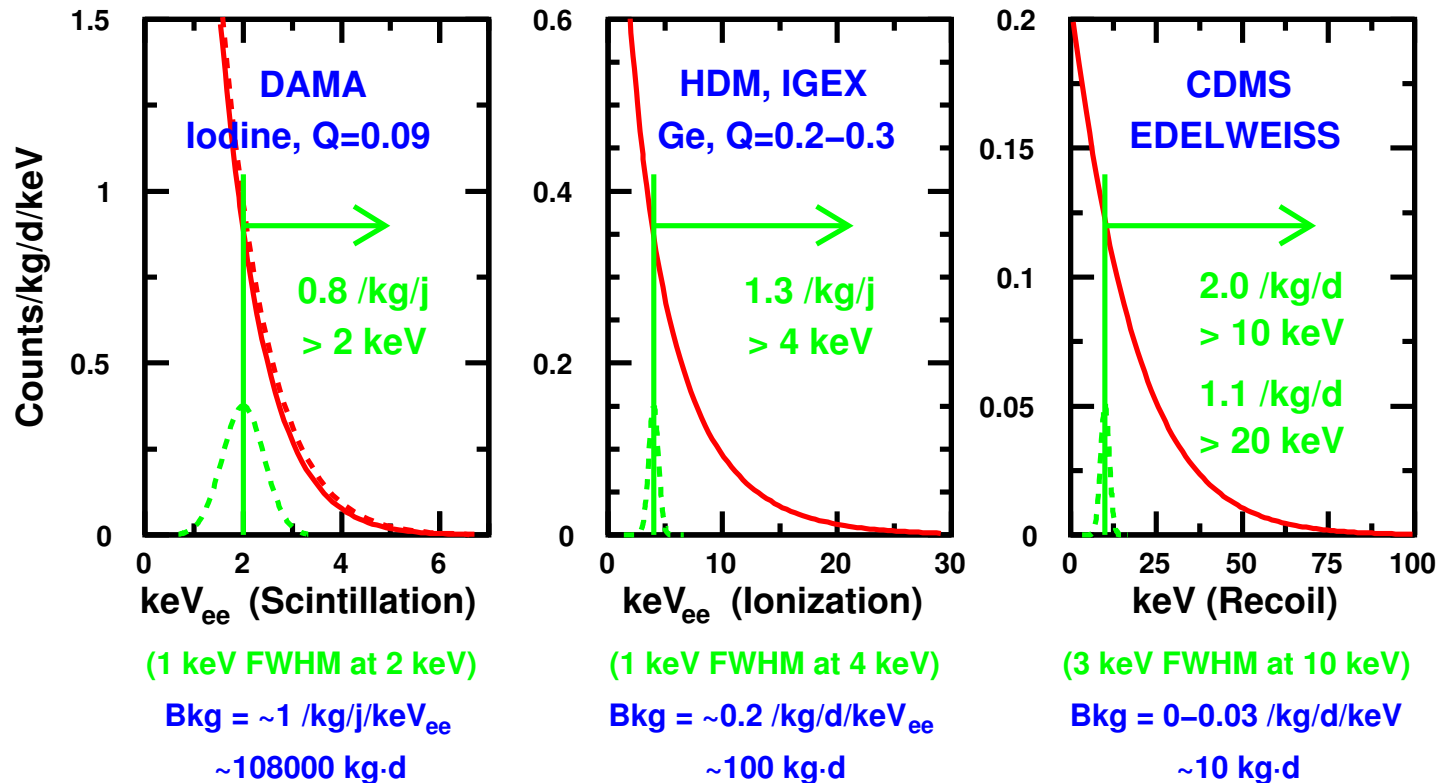 Counts/kg/d/keV
1.5
1
0.5
0
DAMA
Iodine, Q=0.09
0.8 /kg/j
> 2 keV
0 2 4 6
keVee (Scintillation)
(1 keV FWHM at 2 keV)
Bkg = ~1 /kg/j/keVee
~108000 kg·d
0.6
0.4
0.2
0
HDM, IGEX
Ge, Q=0.2−0.3
1.3 /kg/j
> 4 keV
0 10 20 30
keVee (Ionization)
(1 keV FWHM at 4 keV)
Bkg = ~0.2 /kg/d/keVee
~100 kg·d
0.2
0.15
0.1
0.05
0
CDMS
EDELWEISS
2.0 /kg/d
> 10 keV
1.1 /kg/d
> 20 keV
0 25 50 75 100
keV (Recoil)
(3 keV FWHM at 10 keV)
Bkg = 0−0.03 /kg/d/keV
~10 kg·d